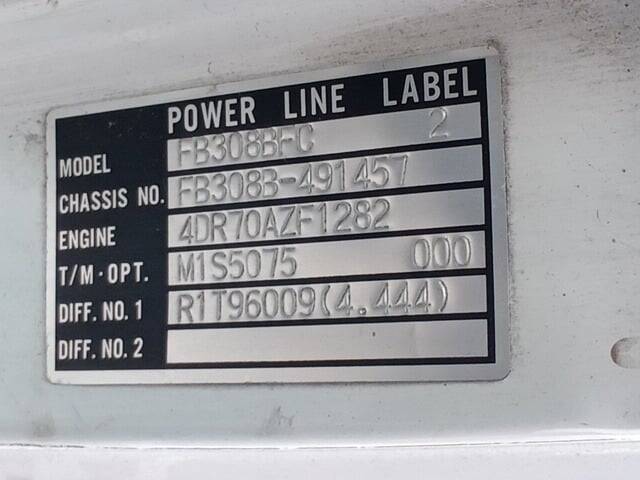 POWER LINE LABEL
MODEL FB308BFC 2
CHASSIS NO. FB308B-491457
ENGINE 4DR70AZF1282
T/M·OPT. M1S5075 000
DIFF. NO. 1 R1T96009(4.444)
DIFF. NO. 2